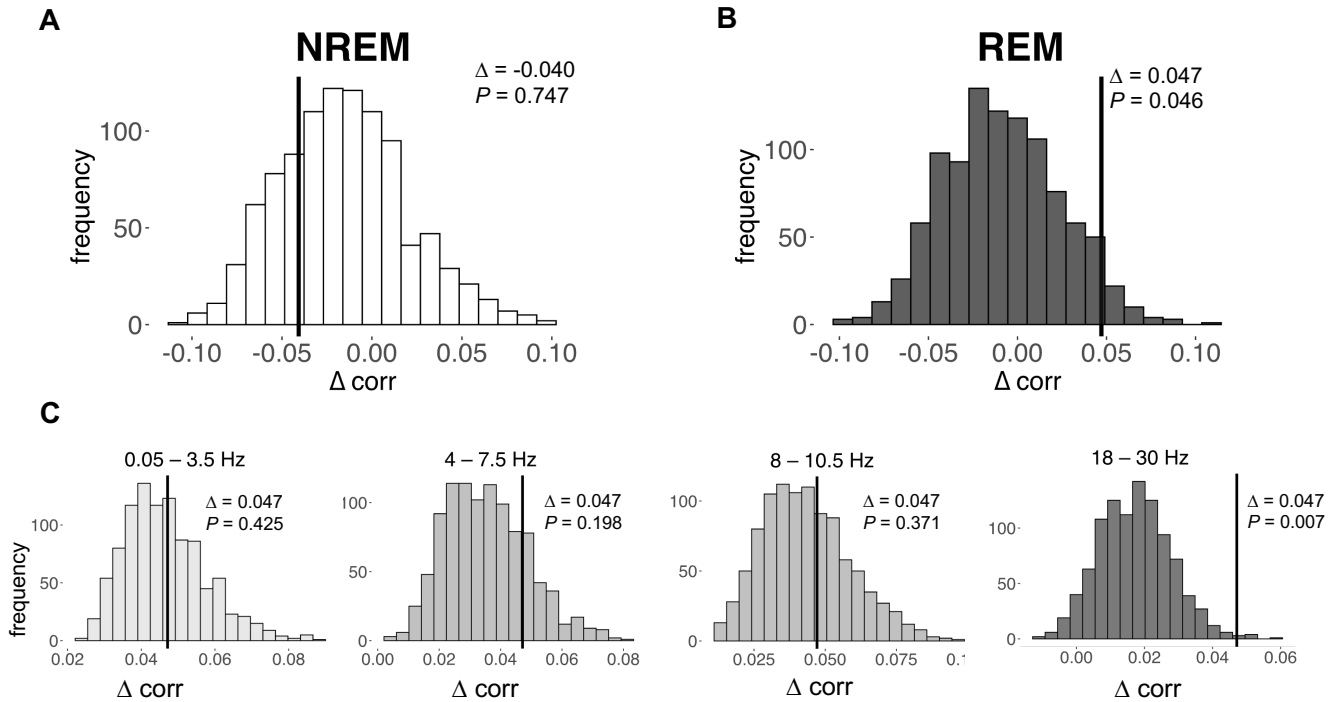 A
NREM
Δ = -0.040
P = 0.747
frequency
100
50
0
-0.10 -0.05 0.00 0.05 0.10
Δ corr
B
REM
Δ = 0.047
P = 0.046
frequency
100
50
0
-0.10 -0.05 0.00 0.05 0.10
Δ corr
C
0.05 – 3.5 Hz
Δ = 0.047
P = 0.425
frequency
100
50
0
0.02 0.04 0.06 0.08
Δ corr
4 – 7.5 Hz
Δ = 0.047
P = 0.198
100
50
0
0.00 0.02 0.04 0.06 0.08
Δ corr
8 – 10.5 Hz
Δ = 0.047
P = 0.371
100
50
0
0.025 0.050 0.075 0.1
Δ corr
18 – 30 Hz
Δ = 0.047
P = 0.007
100
50
0
0.00 0.02 0.04 0.06
Δ corr